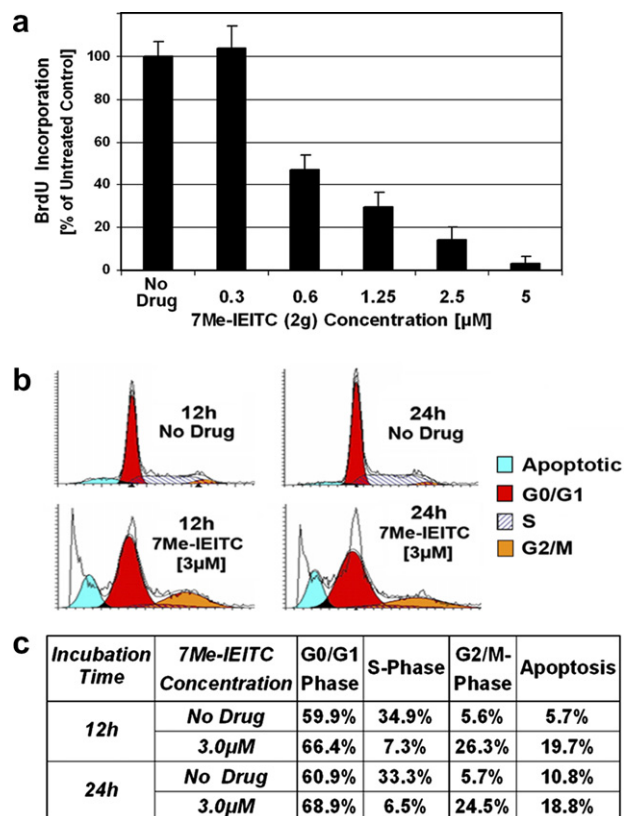 a
BrdU Incorporation
[% of Untreated Control]
100
80
60
40
20
0
No Drug
0.3
0.6
1.25
2.5
5
7Me-IEITC (2g) Concentration [µM]
b
12h
No Drug
24h
No Drug
12h
7Me-IEITC
[3µM]
24h
7Me-IEITC
[3µM]
Apoptotic
G0/G1
S
G2/M
c
Incubation Time
7Me-IEITC Concentration
G0/G1 Phase
S-Phase
G2/M-Phase
Apoptosis
12h
No Drug 59.9% 34.9% 5.6% 5.7%
3.0µM 66.4% 7.3% 26.3% 19.7%
24h
No Drug 60.9% 33.3% 5.7% 10.8%
3.0µM 68.9% 6.5% 24.5% 18.8%